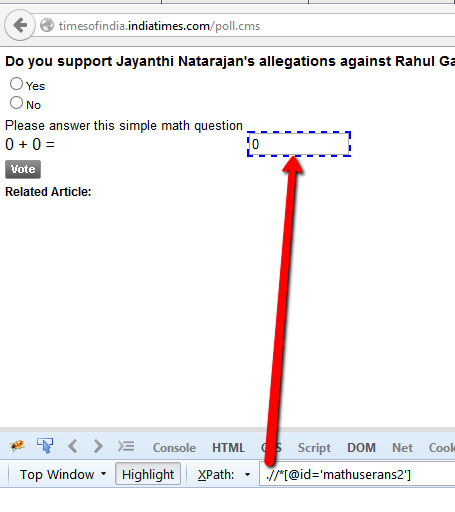 timesofindia.indiatimes.com/poll.cms
Do you support Jayanthi Natarajan's allegations against Rahul Ga
Yes
No
Please answer this simple math question
0 + 0 = 0
Vote
Related Article:
Console HTML CSS Script DOM Net Cook
Top Window Highlight XPath: .//*[@id='mathuserans2']